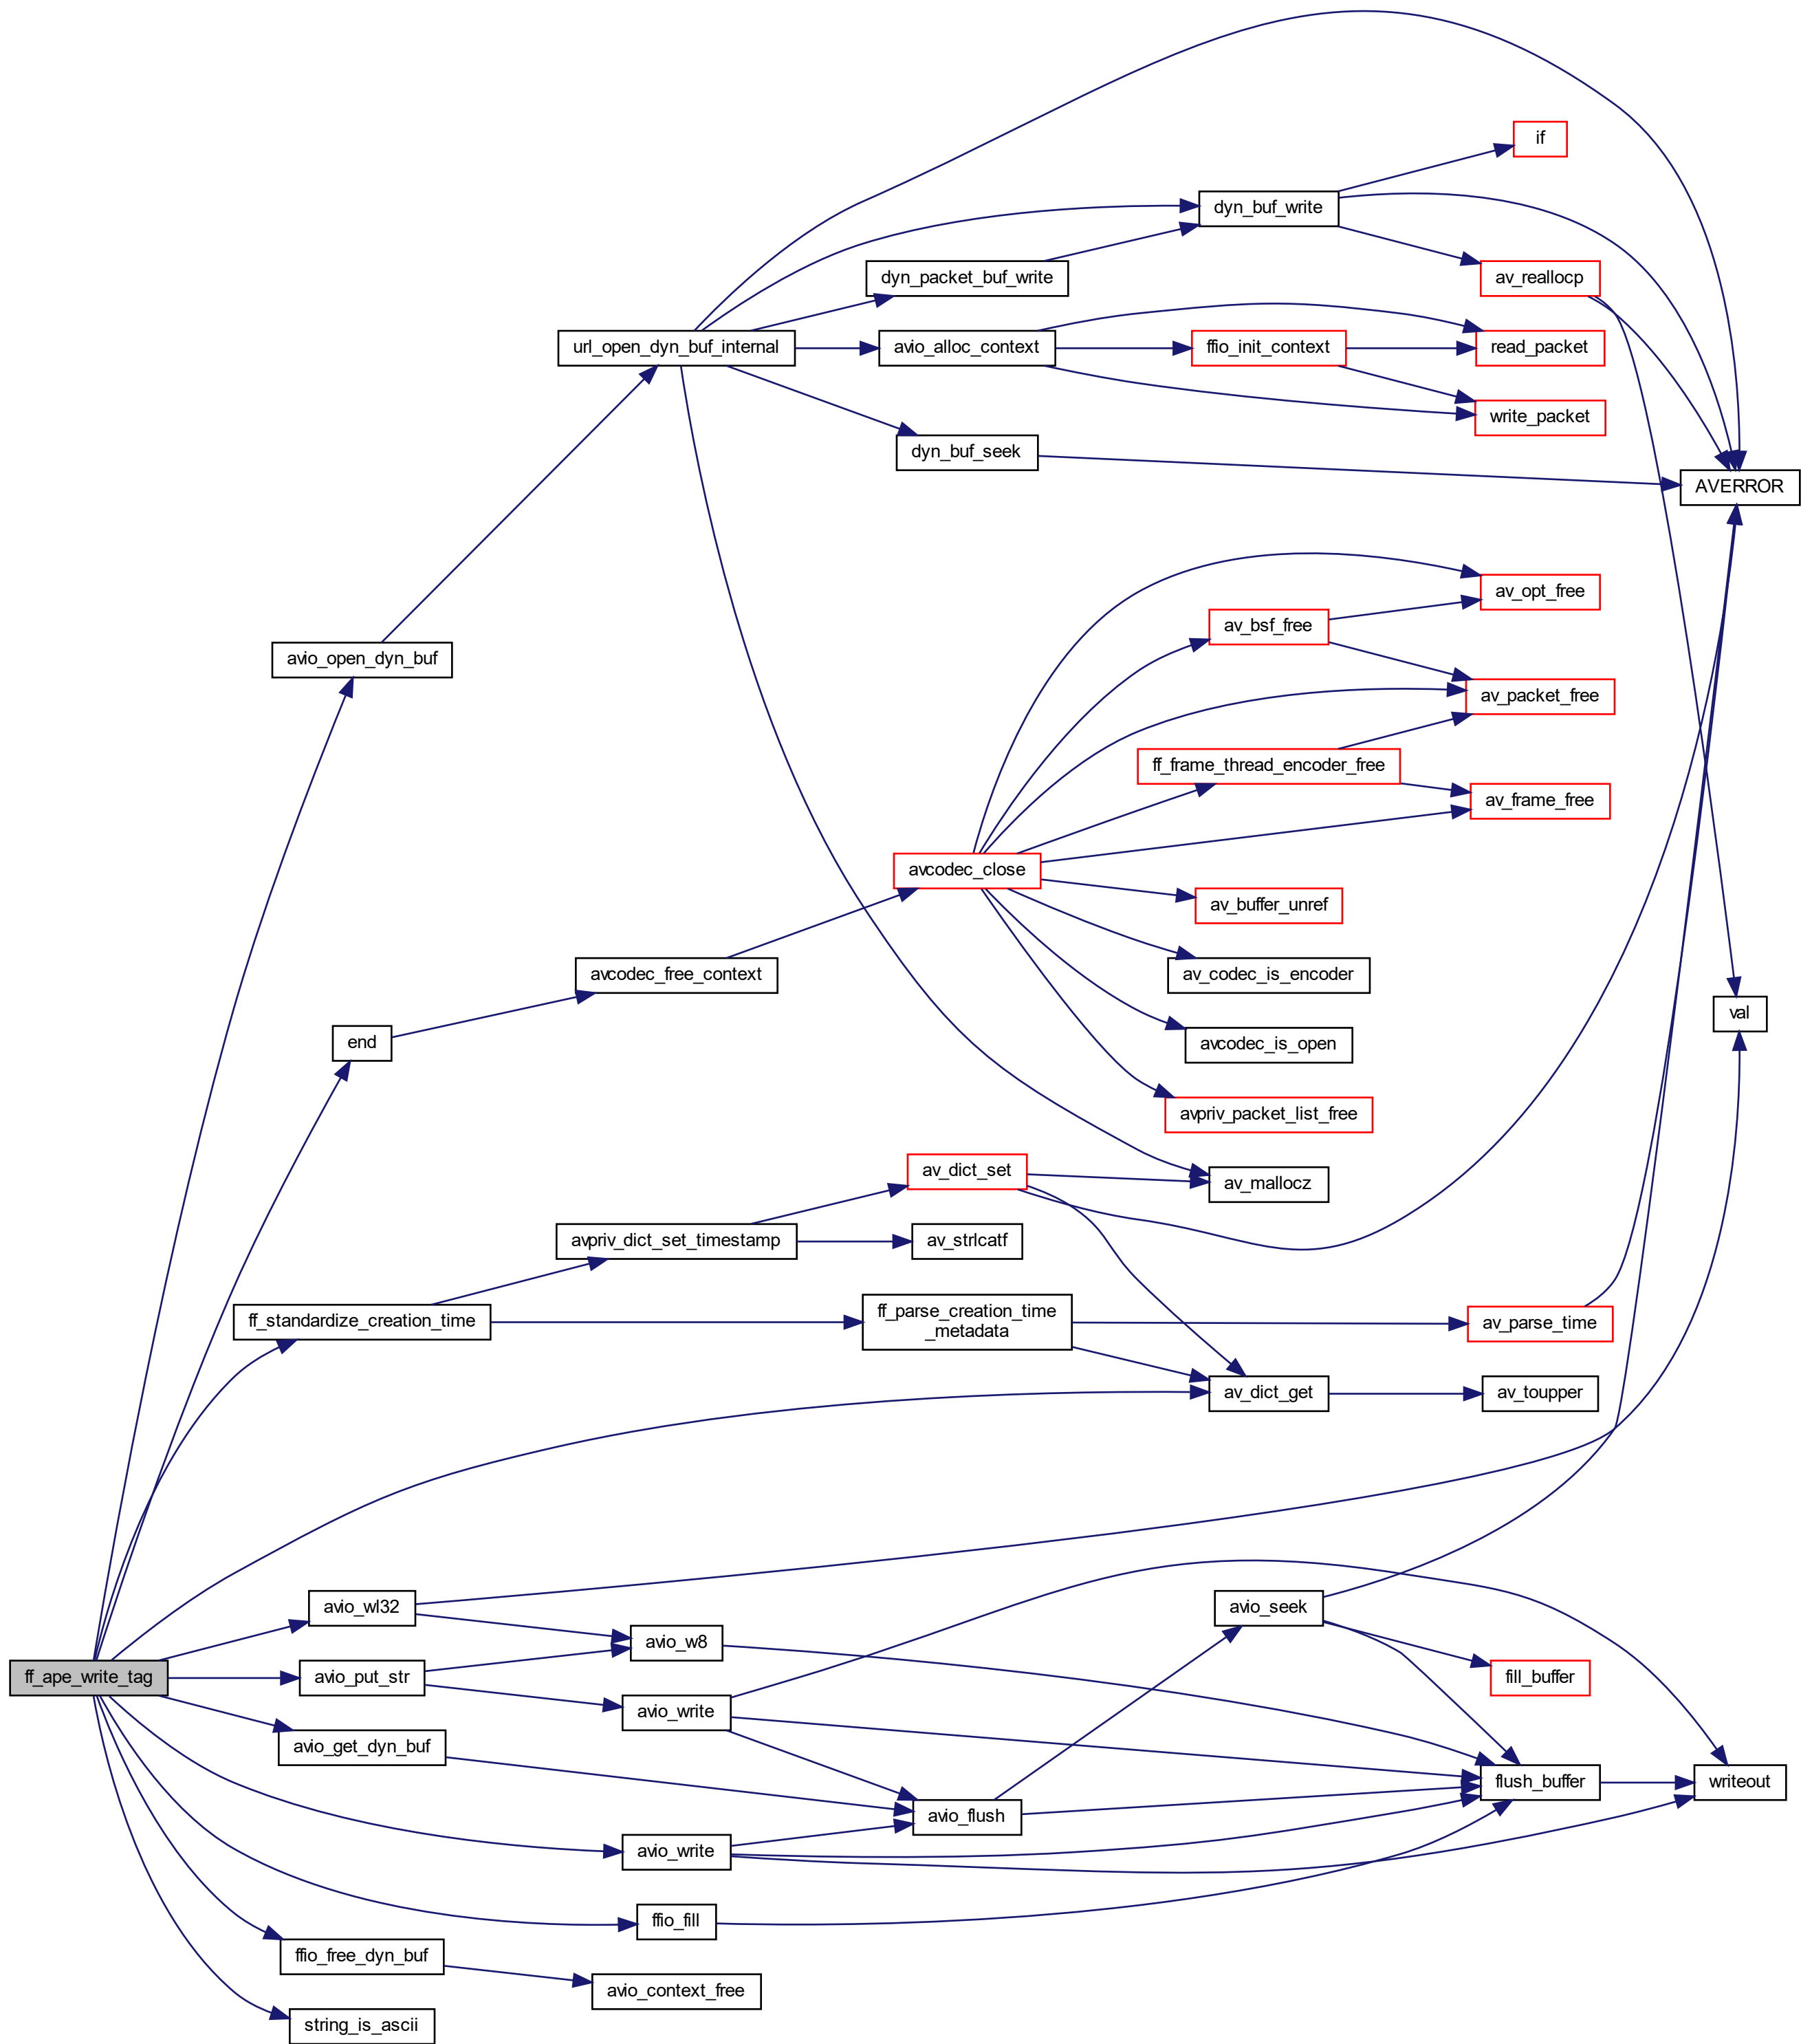 if
dyn_buf_write
dyn_packet_buf_write
av_reallocp
url_open_dyn_buf_internal
avio_alloc_context
ffio_init_context
read_packet
write_packet
dyn_buf_seek
AVERROR
av_opt_free
av_bsf_free
avio_open_dyn_buf
av_packet_free
ff_frame_thread_encoder_free
av_frame_free
avcodec_close
av_buffer_unref
avcodec_free_context
av_codec_is_encoder
val
end
avcodec_is_open
avpriv_packet_list_free
av_dict_set
av_mallocz
avpriv_dict_set_timestamp
av_strlcatf
ff_standardize_creation_time
ff_parse_creation_time
_metadata
av_parse_time
av_dict_get
av_toupper
avio_wl32
avio_seek
avio_w8
ff_ape_write_tag
avio_put_str
fill_buffer
avio_write
avio_get_dyn_buf
flush_buffer
writeout
avio_flush
avio_write
ffio_fill
ffio_free_dyn_buf
avio_context_free
string_is_ascii